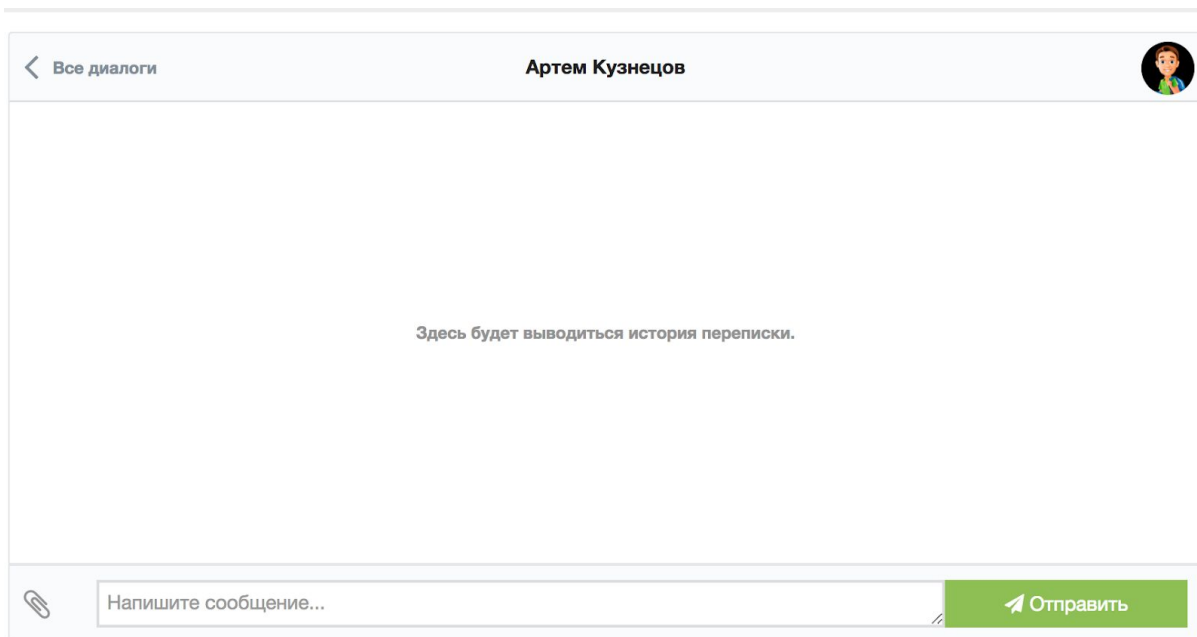 Все диалоги
Артем Кузнецов
Здесь будет выводиться история переписки.
Напишите сообщение...
Отправить